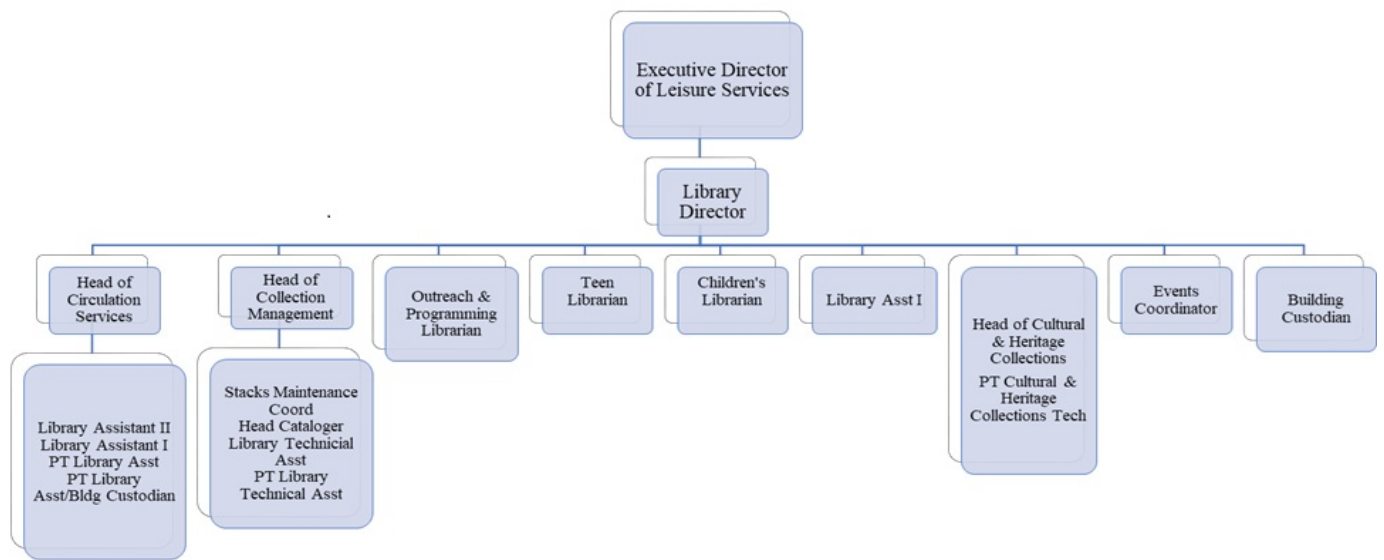 Executive Director
of Leisure Services
Library
Director
Head of
Circulation
Services
Head of
Collection
Management
Outreach &
Programming
Librarian
Teen
Librarian
Children's
Librarian
Library Asst I
Head of Cultural
& Heritage
Collections
PT Cultural &
Heritage
Collections Tech
Events
Coordinator
Building
Custodian
Library Assistant II
Library Assistant I
PT Library Asst
PT Library
Asst/Bldg Custodian
Stacks Maintenance
Coord
Head Cataloger
Library Technicial
Asst
PT Library
Technical Asst